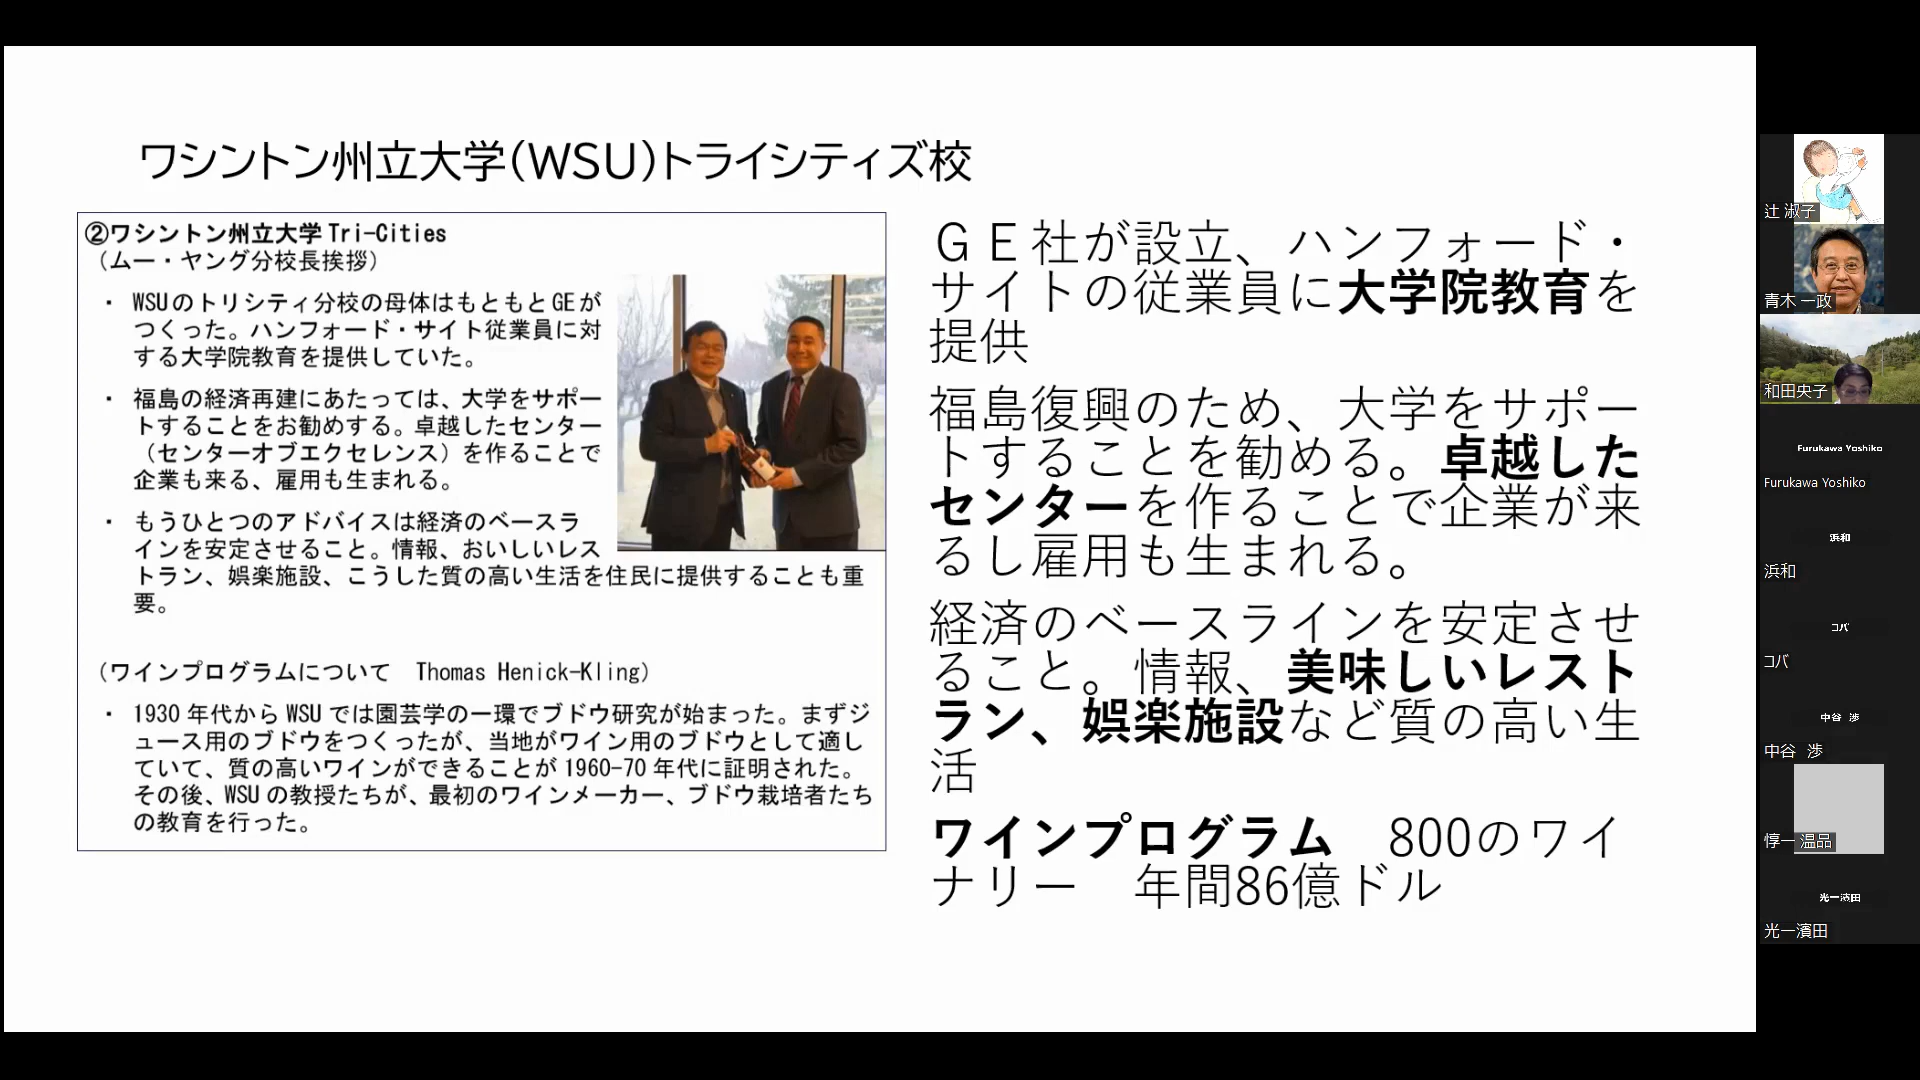 ワシントン州立大学（WSU）トライシティズ校
②ワシントン州立大学 Tri-Cities
（ムー・ヤング分校長挨拶）
・ WSUのトリシティ分校の母体はもともとGEが
つくった。ハンフォード・サイト従業員に対
する大学院教育を提供していた。
・ 福島の経済再建にあたっては、大学をサポー
トすることをお勧めする。卓越したセンター
（センターオブエクセレンス）を作ることで
企業も来る、雇用も生まれる。
・ もうひとつのアドバイスは経済のベースラ
インを安定させること。情報、おいしいレス
トラン、娯楽施設、こうした質の高い生活を住民に提供することも重
要。
（ワインプログラムについて　Thomas Henick-Kling）
・ 1930 年代から WSU では園芸学の一環でブドウ研究が始まった。まずジ
ュース用のブドウをつくったが、当地がワイン用のブドウとして適し
ていて、質の高いワインができることが 1960-70 年代に証明された。
その後、WSU の教授たちが、最初のワインメーカー、ブドウ栽培者たち
の教育を行った。
ＧＥ社が設立、ハンフォード・
サイトの従業員に大学院教育を
提供
福島復興のため、大学をサポー
トすることを勧める。卓越した
センターを作ることで企業が来
るし雇用も生まれる。
経済のベースラインを安定させ
ること。情報、美味しいレスト
ラン、娯楽施設など質の高い生
活
ワインプログラム　800のワイ
ナリー　年間86億ドル
辻 淑子
青木 一政
和田央子
Furukawa Yoshiko
Furukawa Yoshiko
浜和
浜和
コバ
コバ
中谷 渉
中谷 渉
惇一 温品
光一濱田
光一濱田